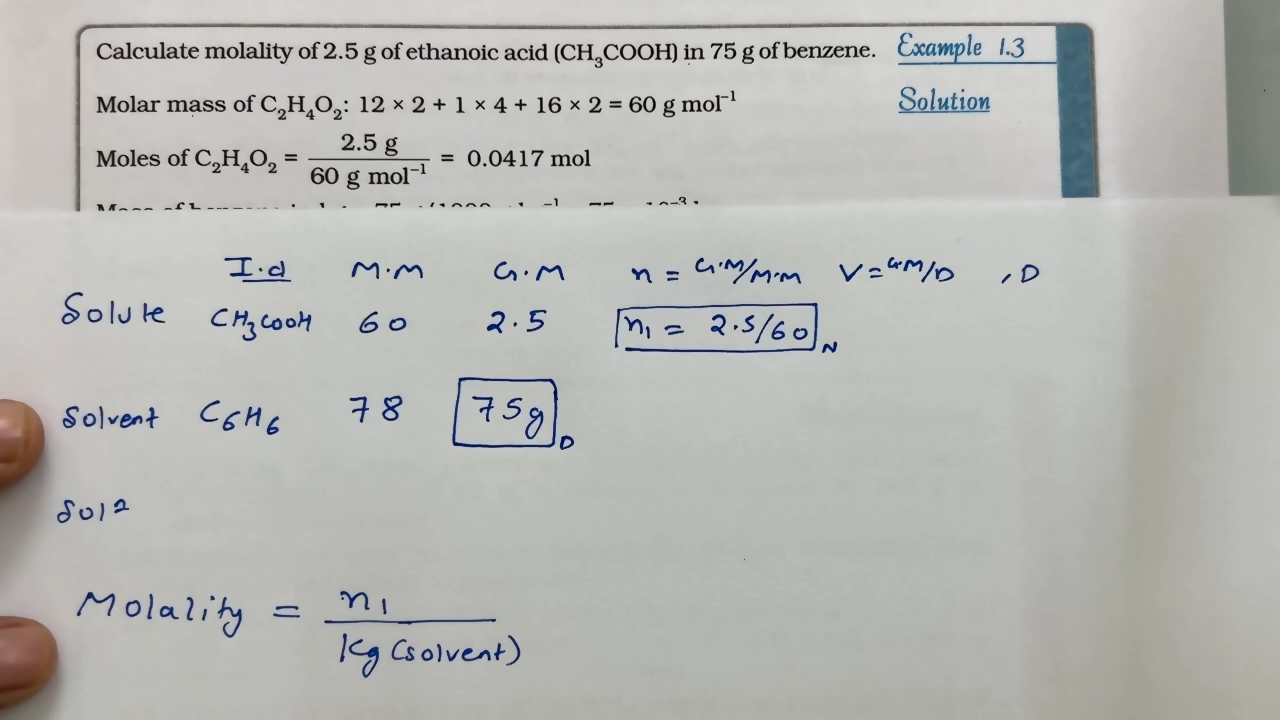 Calculate molality of 2.5 g of ethanoic acid (CH₃COOH) in 75 g of benzene. Example 1.3
Molar mass of C₂H₄O₂: 12 × 2 + 1 × 4 + 16 × 2 = 60 g mol⁻¹ Solution
Moles of C₂H₄O₂ = 2.5 g / 60 g mol⁻¹ = 0.0417 mol
I.d M.M G.M n = G.M/M.M V = GM/D , D
Solute CH₃COOH 60 2.5 n₁ = 2.5/60 N
Solvent C₆H₆ 78 75g D
Molality = n₁ / kg (solvent)